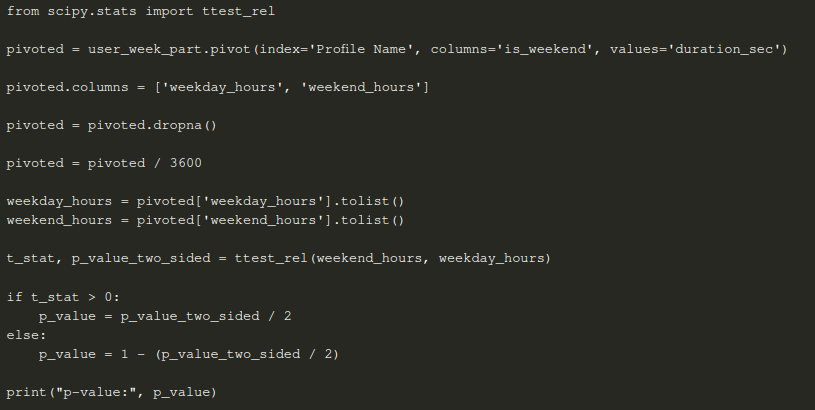 from scipy.stats import ttest_rel
pivoted = user_week_part.pivot(index='Profile Name', columns='is_weekend', values='duration_sec')
pivoted.columns = ['weekday_hours', 'weekend_hours']
pivoted = pivoted.dropna()
pivoted = pivoted / 3600
weekday_hours = pivoted['weekday_hours'].tolist()
weekend_hours = pivoted['weekend_hours'].tolist()
t_stat, p_value_two_sided = ttest_rel(weekend_hours, weekday_hours)
if t_stat > 0:
    p_value = p_value_two_sided / 2
else:
    p_value = 1 - (p_value_two_sided / 2)
print("p-value:", p_value)